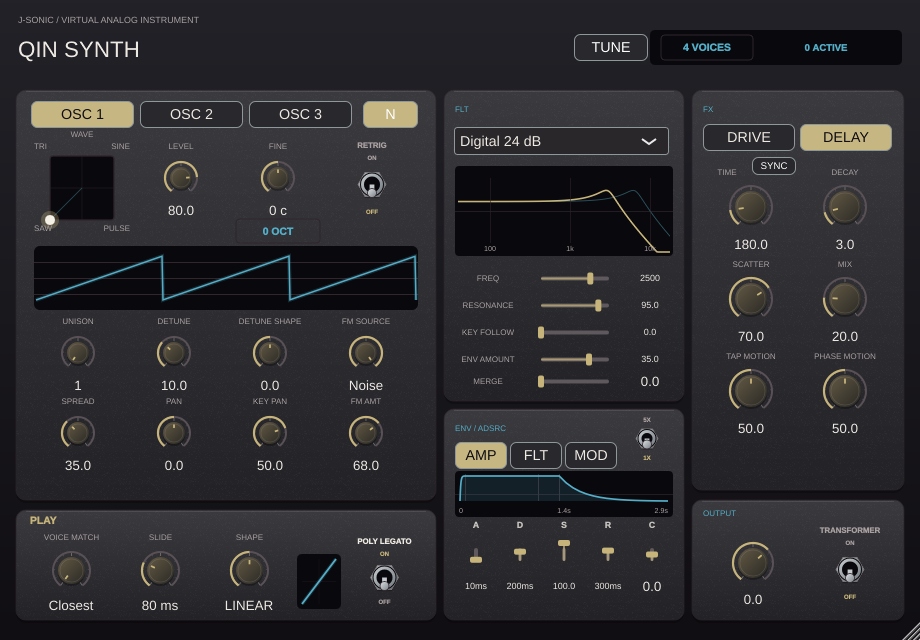 J-SONIC / VIRTUAL ANALOG INSTRUMENT
QIN SYNTH
TUNE
4 VOICES
0 ACTIVE
OSC 1
OSC 2
OSC 3
N
WAVE
TRI
SINE
SAW
PULSE
LEVEL
80.0
FINE
0 c
RETRIG
ON
OFF
0 OCT
UNISON
DETUNE
DETUNE SHAPE
FM SOURCE
1
10.0
0.0
Noise
SPREAD
PAN
KEY PAN
FM AMT
35.0
0.0
50.0
68.0
PLAY
VOICE MATCH
SLIDE
SHAPE
POLY LEGATO
ON
OFF
Closest
80 ms
LINEAR
FLT
Digital 24 dB
100
1k
10k
FREQ
2500
RESONANCE
95.0
KEY FOLLOW
0.0
ENV AMOUNT
35.0
MERGE
0.0
ENV / ADSRC
5X
1X
AMP
FLT
MOD
0
1.4s
2.9s
A
D
S
R
C
10ms
200ms
100.0
300ms
0.0
FX
DRIVE
DELAY
SYNC
TIME
DECAY
180.0
3.0
SCATTER
MIX
70.0
20.0
TAP MOTION
PHASE MOTION
50.0
50.0
OUTPUT
TRANSFORMER
ON
OFF
0.0